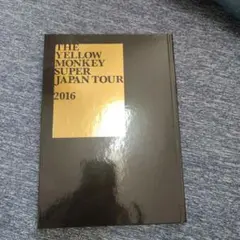 THE
YELLOW
MONKEY
SUPER
JAPAN TOUR
2016